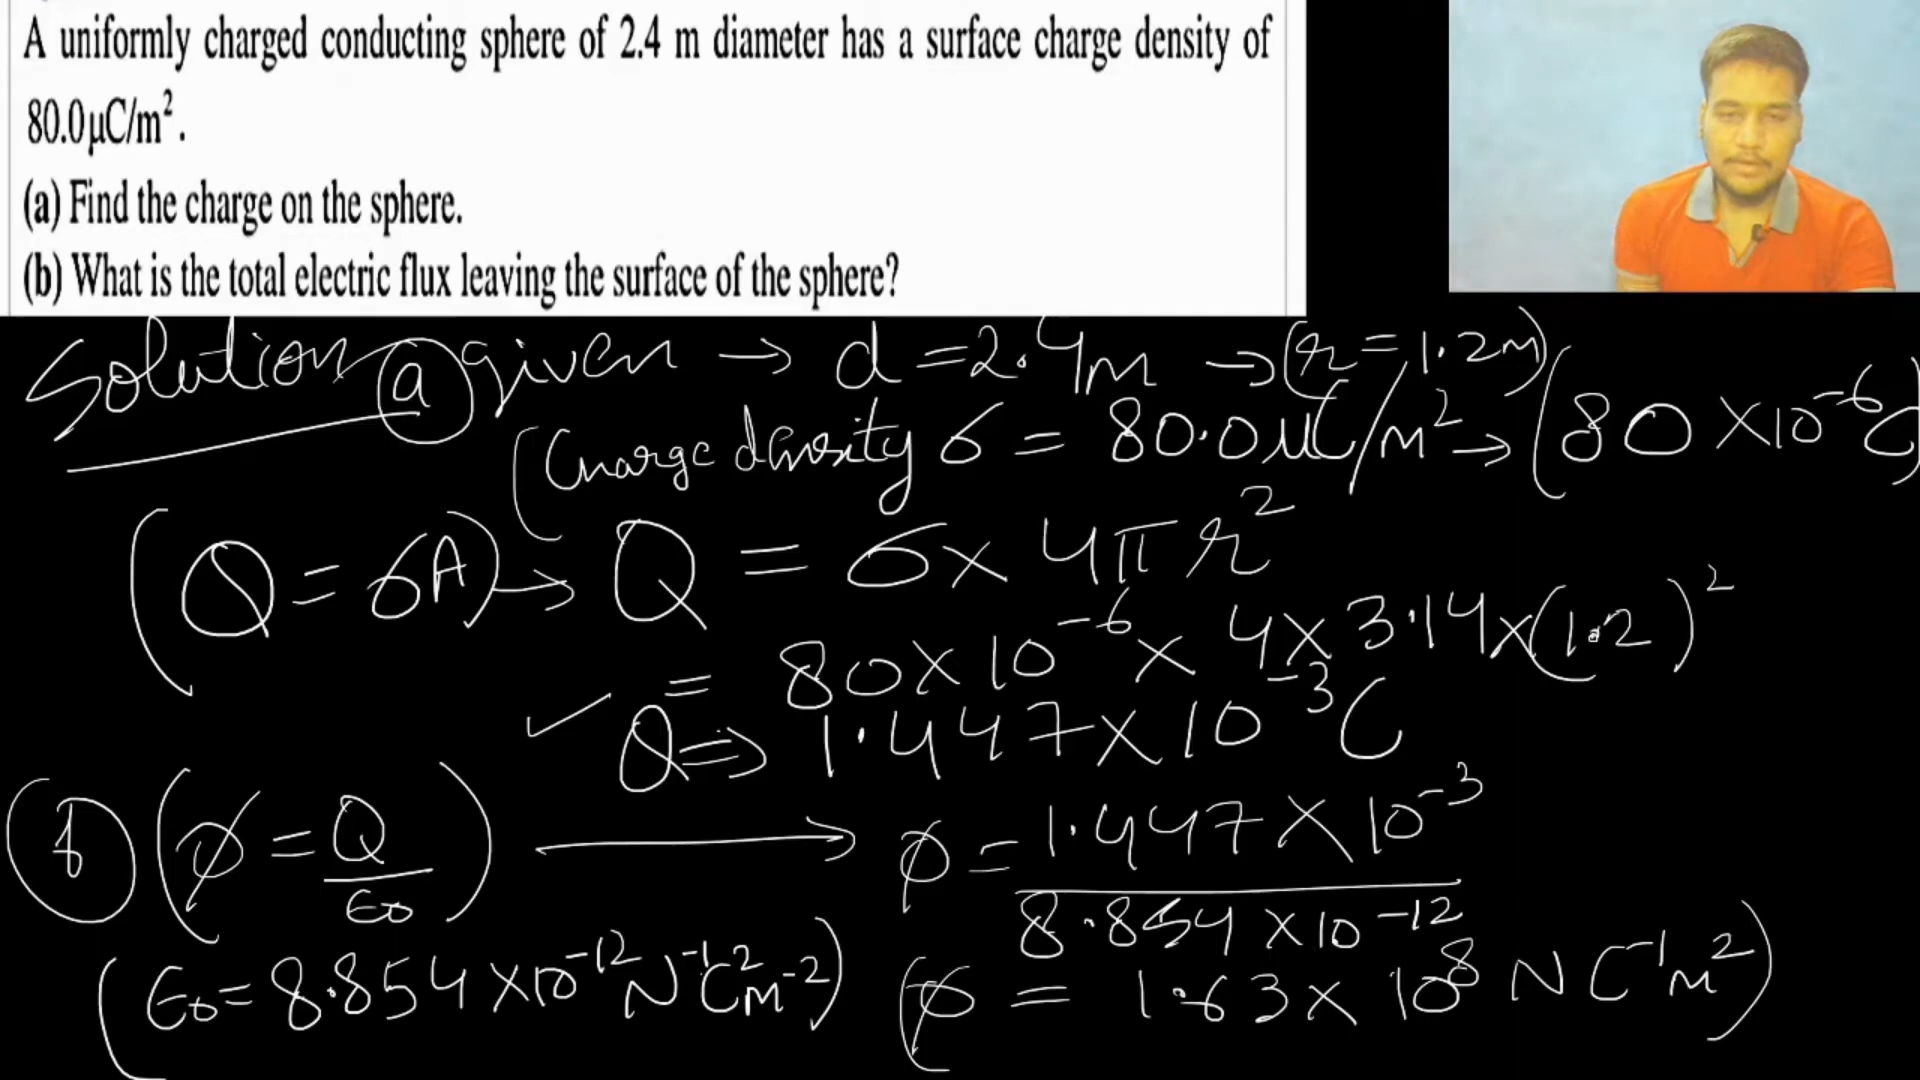 A uniformly charged conducting sphere of 2.4 m diameter has a surface charge density of
80.0μC/m².
(a) Find the charge on the sphere.
(b) What is the total electric flux leaving the surface of the sphere?
Solution (a) given → d = 2.4m → (r = 1.2m)
(Charge density σ = 80.0 μC/m² → (80 × 10⁻⁶C)
(Q = σA) → Q = σ × 4πr²
= 80 × 10⁻⁶ × 4 × 3.14 × (1.2)²
✓ Q ⇒ 1.447 × 10⁻³ C
(b) (ϕ = Q/ε₀) → ϕ = 1.447 × 10⁻³ / 8.854 × 10⁻¹²
(ε₀ = 8.854 × 10⁻¹² N⁻¹C²m⁻²) (ϕ = 1.63 × 10⁸ N C⁻¹m²)